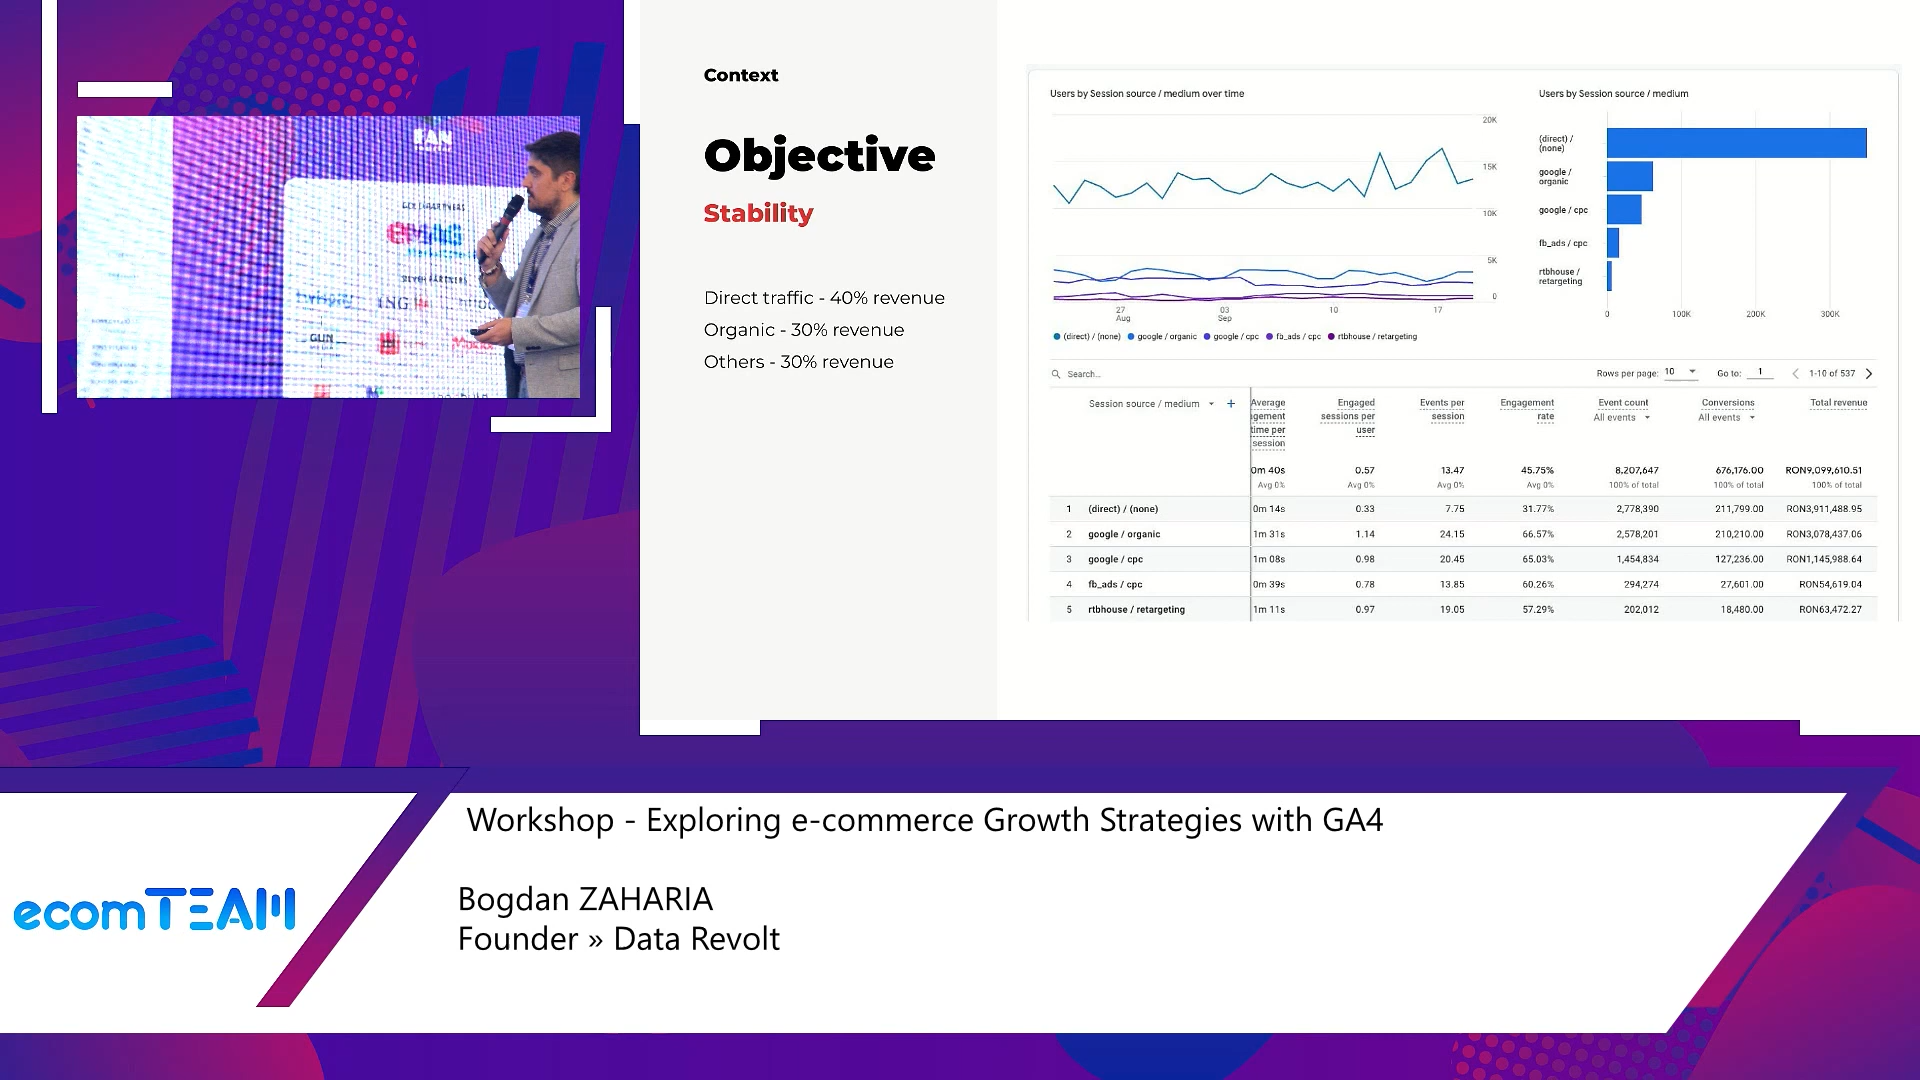 Context
Objective
Stability
Direct traffic - 40% revenue
Organic - 30% revenue
Others - 30% revenue
Users by Session source / medium over time
20K
15K
10K
5K
0
27
Aug
03
Sep
10
17
(direct) / (none)
google / organic
google / cpc
fb_ads / cpc
rtbhouse / retargeting
Users by Session source / medium
(direct) /
(none)
google /
organic
google / cpc
fb_ads / cpc
rtbhouse /
retargeting
0 100K 200K 300K
Search...
Rows per page: 10 Go to: 1 1-10 of 537
Session source / medium +
Average
gement
time per
session
Engaged
sessions per
user
Events per
session
Engagement
rate
Event count
All events
Conversions
All events
Total revenue
0m 40s 0.57 13.47 45.75% 8,207,647 676,176.00 RON9,099,610.51
Avg 0% Avg 0% Avg 0% Avg 0% 100% of total 100% of total 100% of total
1 (direct) / (none) 0m 14s 0.33 7.75 31.77% 2,778,390 211,799.00 RON3,911,488.95
2 google / organic 1m 31s 1.14 24.15 66.57% 2,578,201 210,210.00 RON3,078,437.06
3 google / cpc 1m 08s 0.98 20.45 65.03% 1,454,834 127,236.00 RON1,145,988.64
4 fb_ads / cpc 0m 39s 0.78 13.85 60.26% 294,274 27,601.00 RON54,619.04
5 rtbhouse / retargeting 1m 11s 0.97 19.05 57.29% 202,012 18,480.00 RON63,472.27
FAN
ING
GUN
Workshop - Exploring e-commerce Growth Strategies with GA4
ecomTEAM
Bogdan ZAHARIA
Founder » Data Revolt